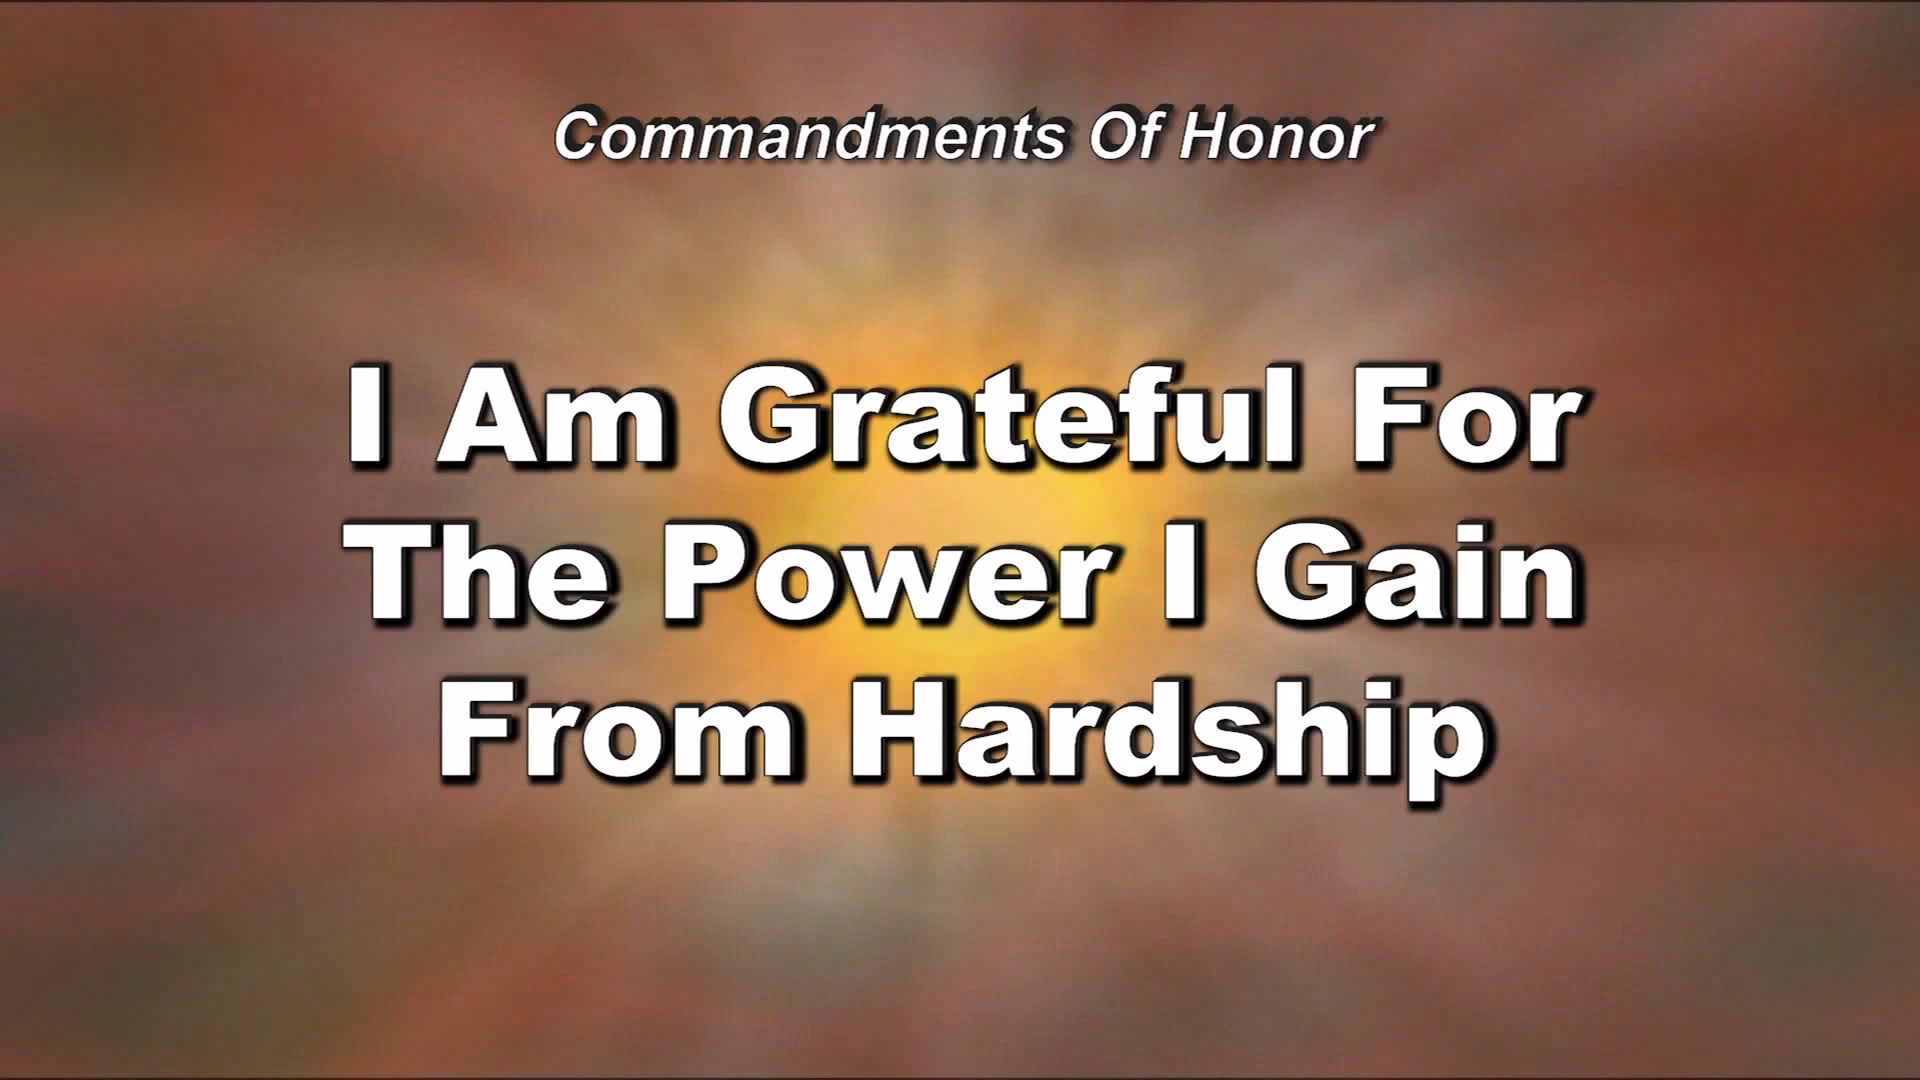 Commandments Of Honor
I Am Grateful For
The Power I Gain
From Hardship